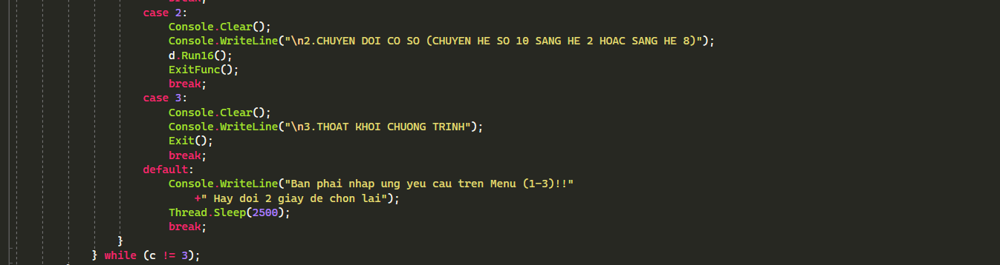 break;
case 2:
Console.Clear();
Console.WriteLine("\n2.CHUYEN DOI CO SO (CHUYEN HE SO 10 SANG HE 2 HOAC SANG HE 8)");
d.Run16();
ExitFunc();
break;
case 3:
Console.Clear();
Console.WriteLine("\n3.THOAT KHOI CHUONG TRINH");
Exit();
break;
default:
Console.WriteLine("Ban phai nhap ung yeu cau tren Menu (1-3)!!"
+" Hay doi 2 giay de chon lai");
Thread.Sleep(2500);
break;
}
} while (c != 3);